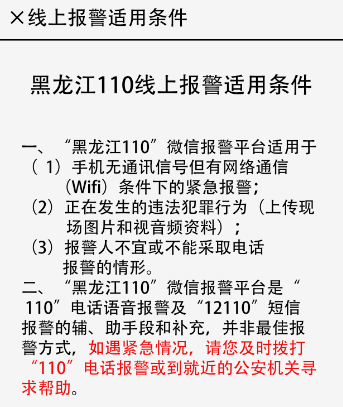 ×线上报警适用条件
黑龙江110线上报警适用条件
一、“黑龙江110”微信报警平台适用于
（ 1）手机无通讯信号但有网络通信
（Wifi）条件下的紧急报警；
（2）正在发生的违法犯罪行为（上传现
场图片和视音频资料）；
（3）报警人不宜或不能采取电话
报警的情形。
二、“黑龙江110”微信报警平台是“
110”电话语音报警及“12110”短信
报警的辅、助手段和补充，并非最佳报
警方式，如遇紧急情况，请您及时拨打
“110”电话报警或到就近的公安机关寻
求帮助。